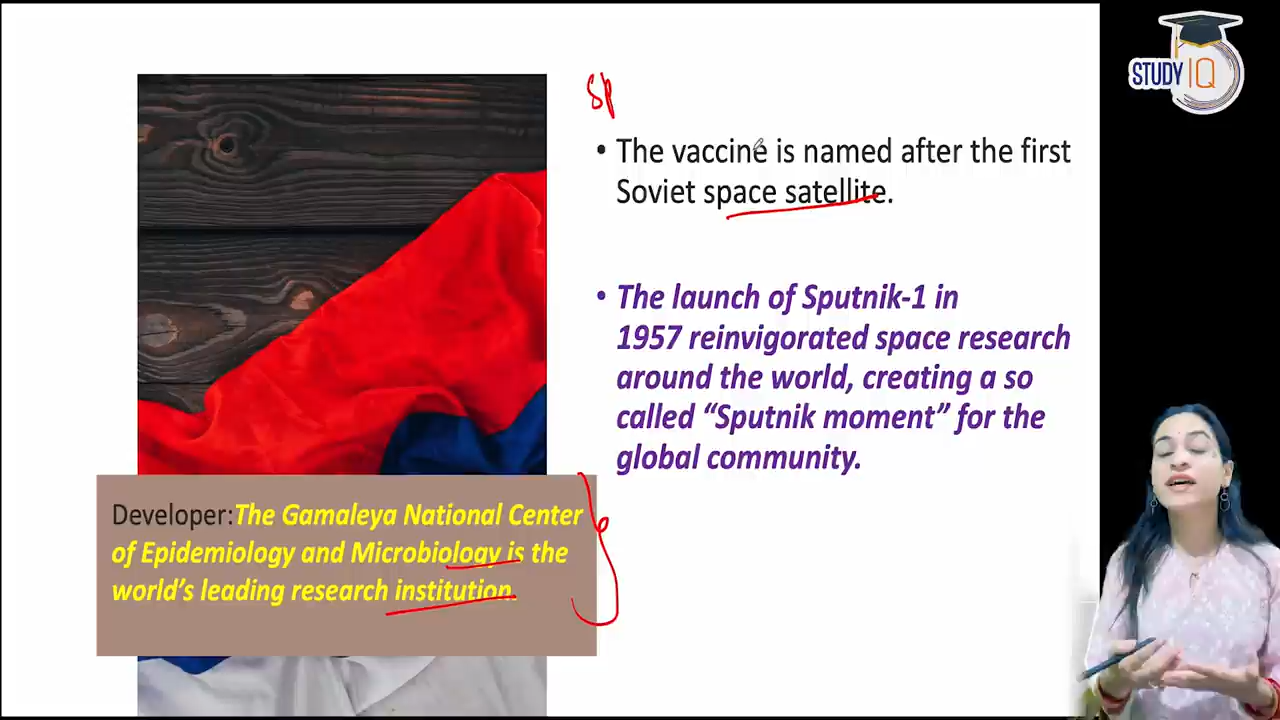 STUDY IQ
Sp
• The vaccine is named after the first
Soviet space satellite.
• The launch of Sputnik-1 in
1957 reinvigorated space research
around the world, creating a so
called “Sputnik moment” for the
global community.
Developer:The Gamaleya National Center
of Epidemiology and Microbiology is the
world’s leading research institution.